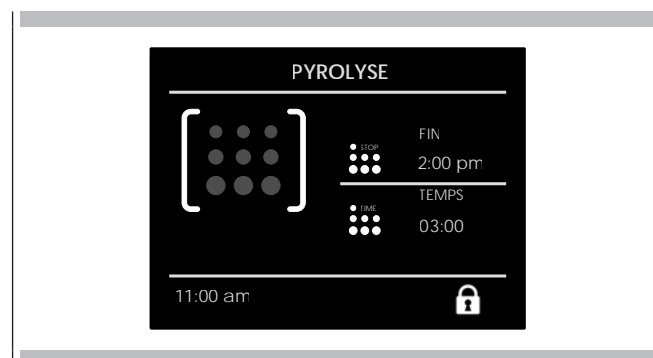 PYROLYSE
FIN
STOP
2:00 pm
TEMPS
TIME
03:00
11:00 am